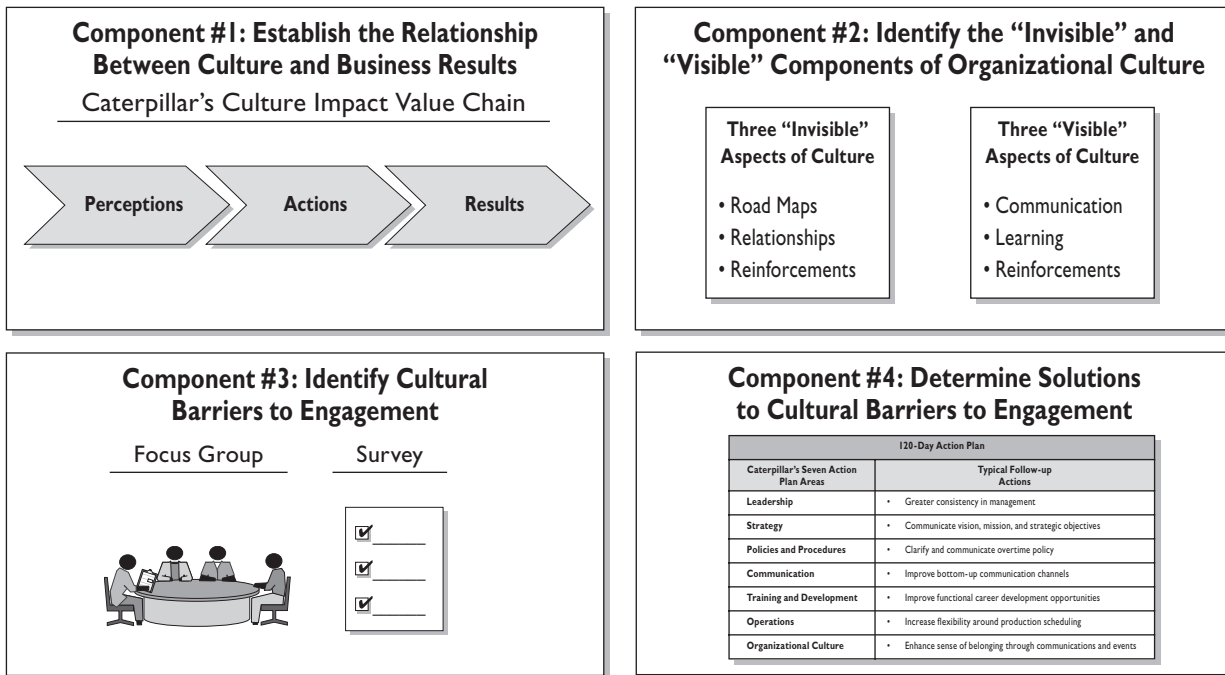 Component #1: Establish the Relationship
Between Culture and Business Results
Caterpillar's Culture Impact Value Chain
Perceptions
Actions
Results
Component #2: Identify the “Invisible” and
“Visible” Components of Organizational Culture
Three “Invisible”
Aspects of Culture
• Road Maps
• Relationships
• Reinforcements
Three “Visible”
Aspects of Culture
• Communication
• Learning
• Reinforcements
Component #3: Identify Cultural
Barriers to Engagement
Focus Group
Survey
Component #4: Determine Solutions
to Cultural Barriers to Engagement
120-Day Action Plan
Caterpillar's Seven Action
Plan Areas
Typical Follow-up
Actions
Leadership • Greater consistency in management
Strategy • Communicate vision, mission, and strategic objectives
Policies and Procedures • Clarify and communicate overtime policy
Communication • Improve bottom-up communication channels
Training and Development • Improve functional career development opportunities
Operations • Increase flexibility around production scheduling
Organizational Culture • Enhance sense of belonging through communications and events